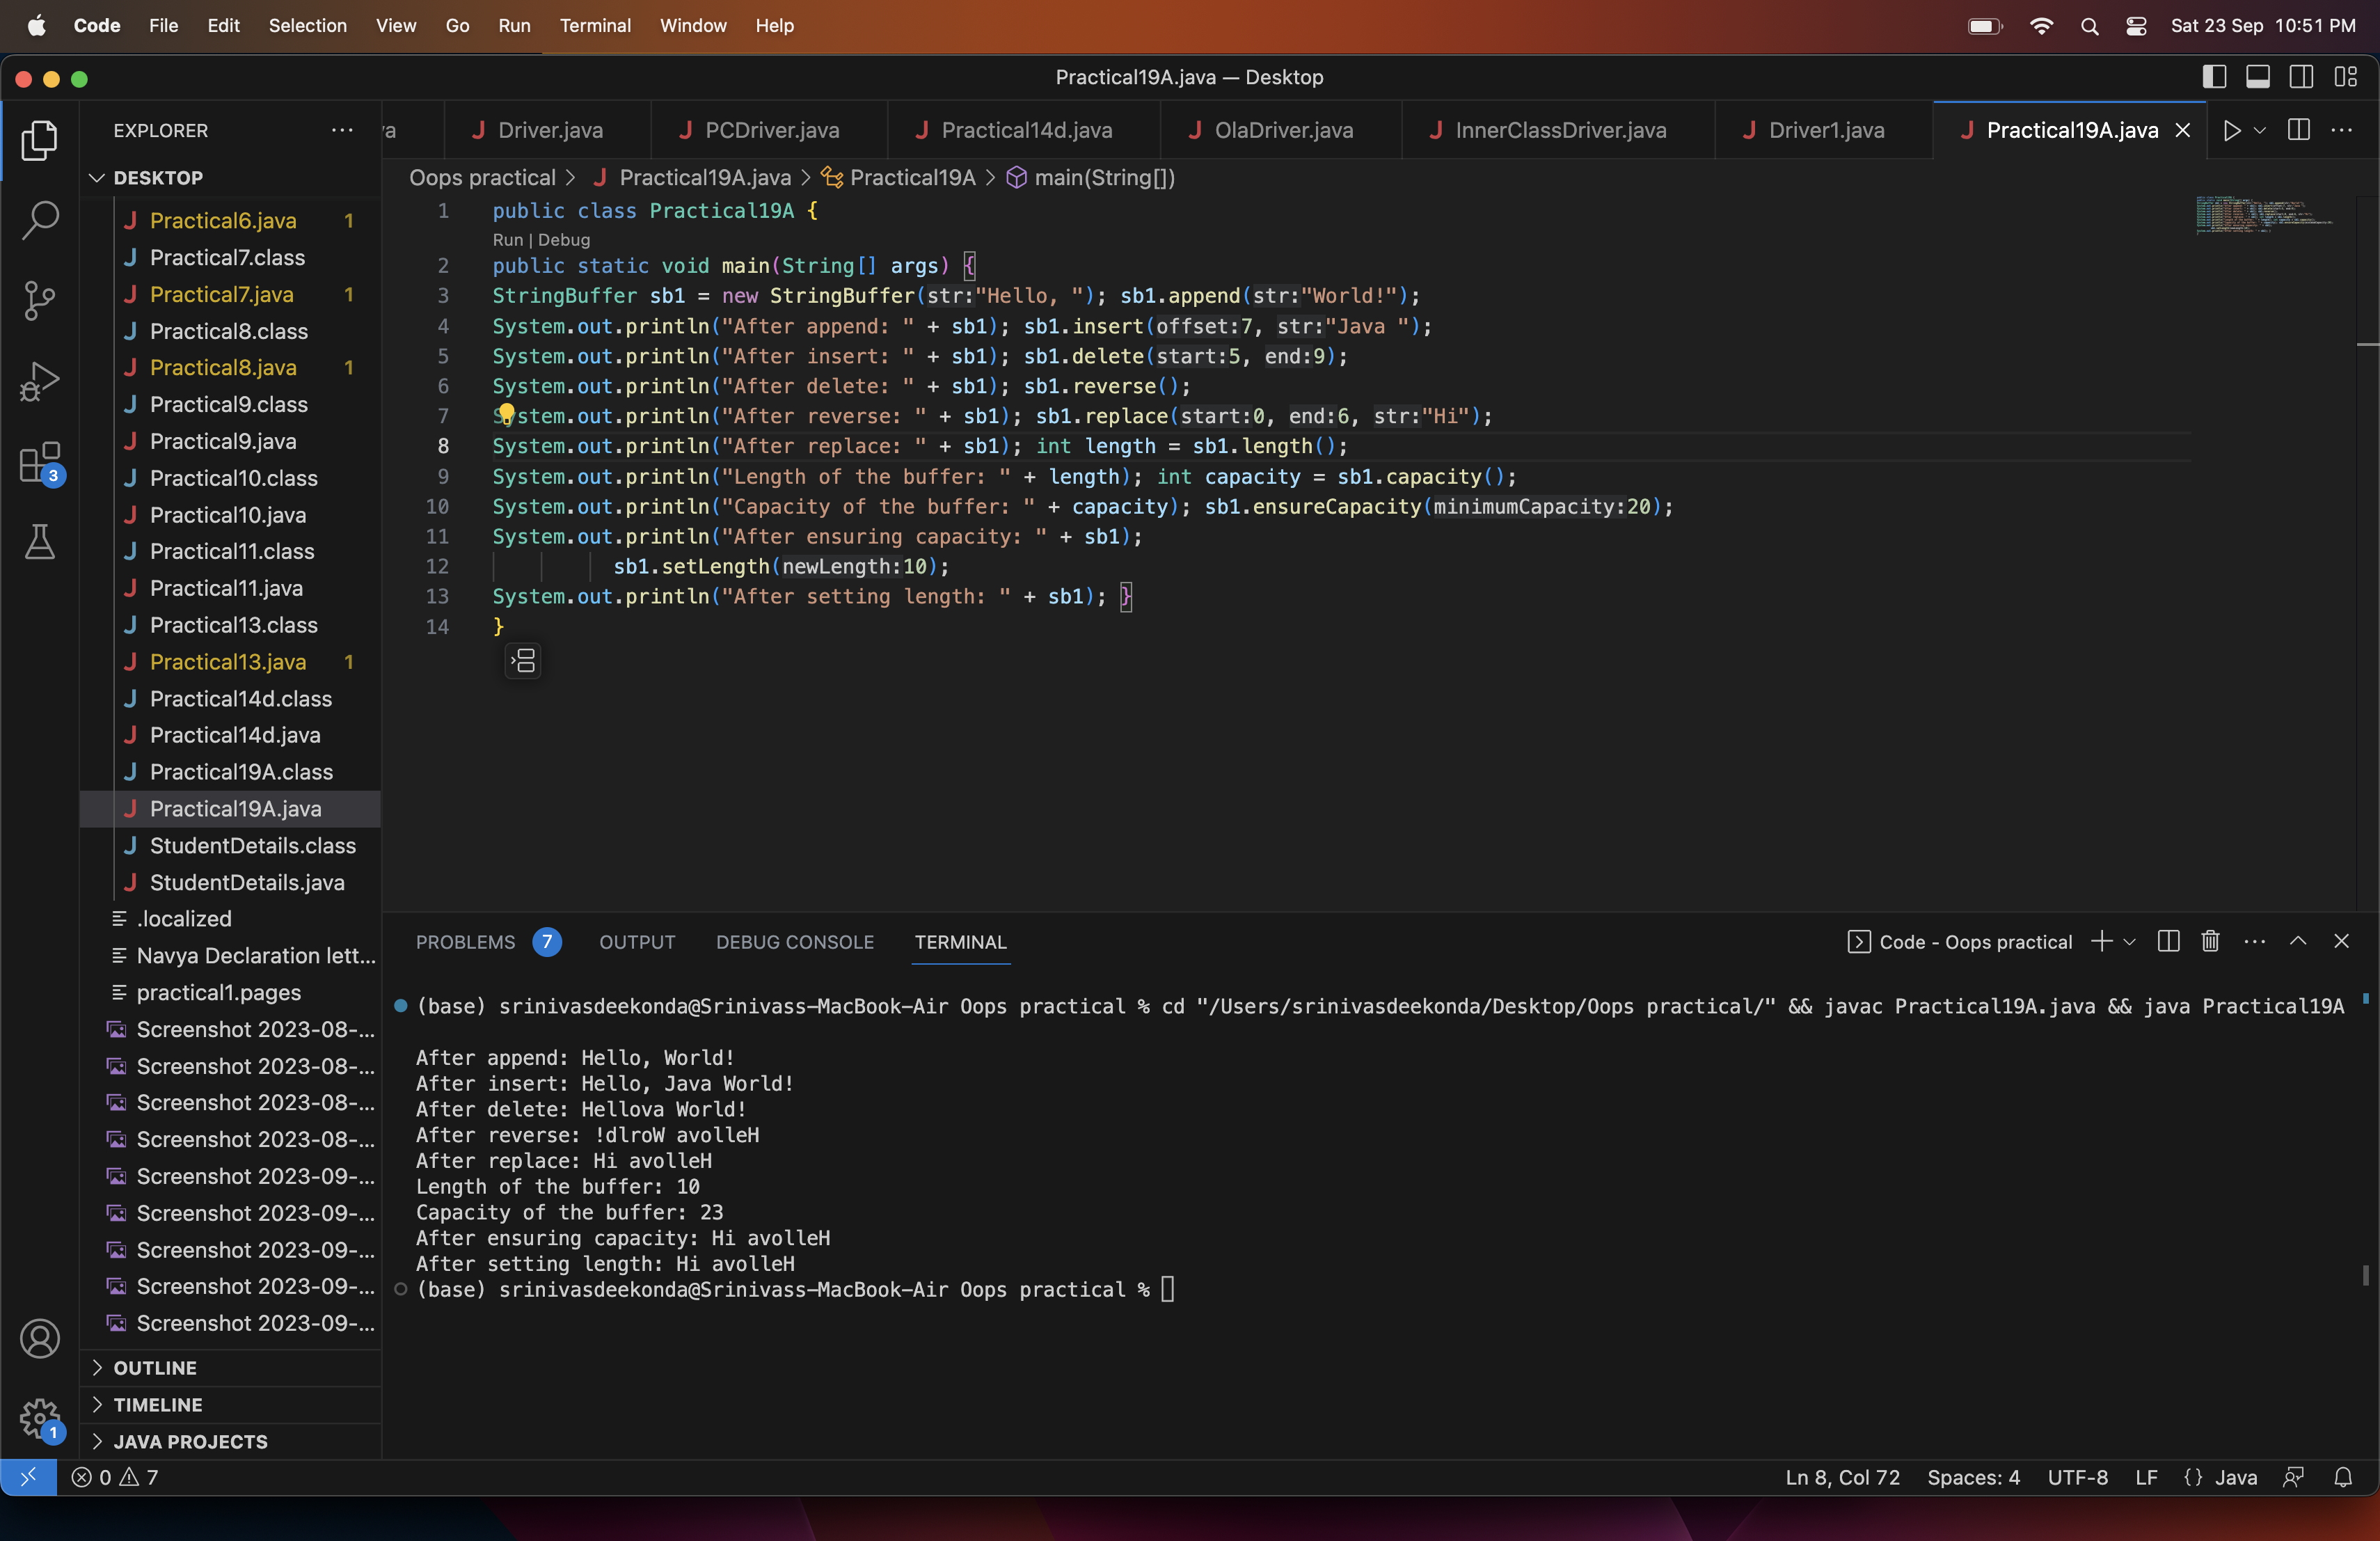 Code File Edit Selection View Go Run Terminal Window Help Sat 23 Sep 10:51 PM
Practical19A.java — Desktop
EXPLORER
va Driver.java PCDriver.java Practical14d.java OlaDriver.java InnerClassDriver.java Driver1.java Practical19A.java
DESKTOP
Practical6.java 1
Practical7.class
Practical7.java 1
Practical8.class
Practical8.java 1
Practical9.class
Practical9.java
Practical10.class
Practical10.java
Practical11.class
Practical11.java
Practical13.class
Practical13.java 1
Practical14d.class
Practical14d.java
Practical19A.class
Practical19A.java
StudentDetails.class
StudentDetails.java
.localized
Navya Declaration lett...
practical1.pages
Screenshot 2023-08-...
Screenshot 2023-08-...
Screenshot 2023-08-...
Screenshot 2023-08-...
Screenshot 2023-09-...
Screenshot 2023-09-...
Screenshot 2023-09-...
Screenshot 2023-09-...
Screenshot 2023-09-...
OUTLINE
TIMELINE
JAVA PROJECTS
3
1
Oops practical > Practical19A.java > Practical19A > main(String[])
1 public class Practical19A {
Run | Debug
2 public static void main(String[] args) {
3 StringBuffer sb1 = new StringBuffer(str:"Hello, "); sb1.append(str:"World!");
4 System.out.println("After append: " + sb1); sb1.insert(offset:7, str:"Java ");
5 System.out.println("After insert: " + sb1); sb1.delete(start:5, end:9);
6 System.out.println("After delete: " + sb1); sb1.reverse();
7 System.out.println("After reverse: " + sb1); sb1.replace(start:0, end:6, str:"Hi");
8 System.out.println("After replace: " + sb1); int length = sb1.length();
9 System.out.println("Length of the buffer: " + length); int capacity = sb1.capacity();
10 System.out.println("Capacity of the buffer: " + capacity); sb1.ensureCapacity(minimumCapacity:20);
11 System.out.println("After ensuring capacity: " + sb1);
12 sb1.setLength(newLength:10);
13 System.out.println("After setting length: " + sb1); }
14 }
PROBLEMS 7 OUTPUT DEBUG CONSOLE TERMINAL Code - Oops practical
(base) srinivasdeekonda@Srinivass-MacBook-Air Oops practical % cd "/Users/srinivasdeekonda/Desktop/Oops practical/" && javac Practical19A.java && java Practical19A
After append: Hello, World!
After insert: Hello, Java World!
After delete: Hellova World!
After reverse: !dlroW avolleH
After replace: Hi avolleH
Length of the buffer: 10
Capacity of the buffer: 23
After ensuring capacity: Hi avolleH
After setting length: Hi avolleH
(base) srinivasdeekonda@Srinivass-MacBook-Air Oops practical %
0 7 Ln 8, Col 72 Spaces: 4 UTF-8 LF {} Java